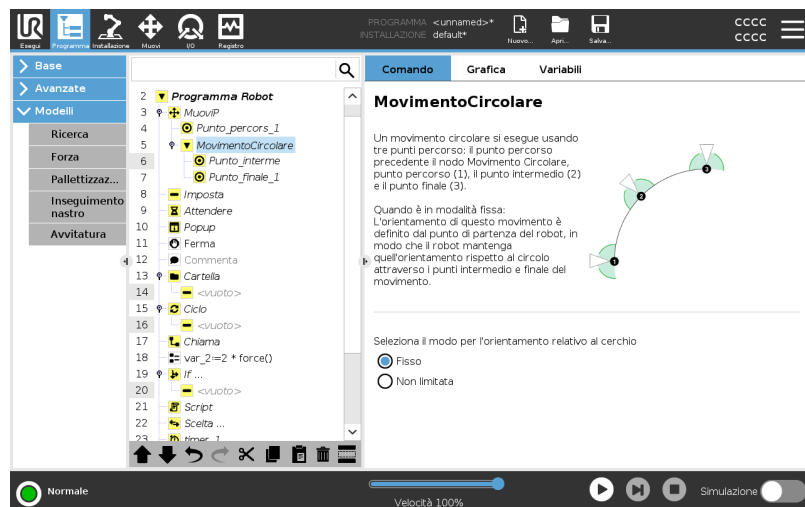 PROGRAMMA <unnamed>*
INSTALLAZIONE default*
cccc
cccc
Esegui
Programma
Installazione
Muovi
I/O
Registro
Nuovo...
Apri...
Salva...
Base
Avanzate
Modelli
Ricerca
Forza
Pallettizzaz...
Inseguimento
nastro
Avvitatura
2 Programma Robot
3 MuoviP
4 Punto_percors_1
5 MovimentoCircolare
6 Punto_interme
7 Punto_finale_1
8 Imposta
9 Attendere
10 Popup
11 Ferma
12 Commenta
13 Cartella
14 <vuoto>
15 Ciclo
16 <vuoto>
17 Chiama
18 var_2:=2 * force()
19 If ...
20 <vuoto>
21 Script
22 Scelta ...
23 timer_1
Comando
Grafica
Variabili
MovimentoCircolare
Un movimento circolare si esegue usando
tre punti percorso: il punto percorso
precedente il nodo Movimento Circolare,
punto percorso (1), il punto intermedio (2)
e il punto finale (3).
Quando è in modalità fissa:
L'orientamento di questo movimento è
definito dal punto di partenza del robot, in
modo che il robot mantenga
quell'orientamento rispetto al circolo
attraverso i punti intermedio e finale del
movimento.
3
2
1
Seleziona il modo per l'orientamento relativo al cerchio
Fisso
Non limitata
Normale
Velocità 100%
Simulazione